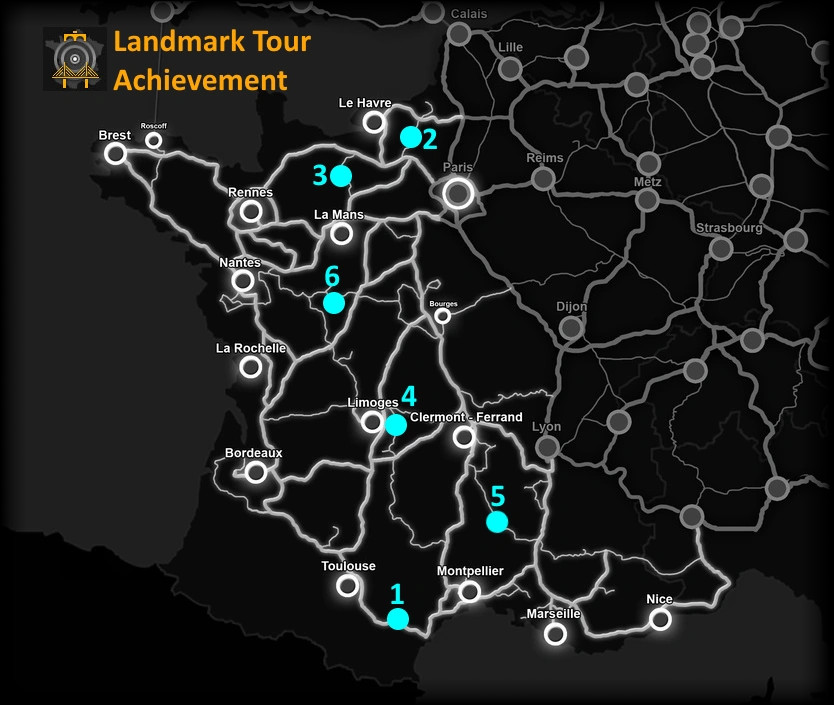 Landmark Tour
Achievement
Calais
Lille
Le Havre
2
Roscoff
Brest
Paris
Reims
3
Metz
Rennes
La Mans
Strasbourg
Nantes
6
Bourges
Dijon
La Rochelle
4
Limoges
Clermont - Ferrand
Lyon
Bordeaux
5
Toulouse
Montpellier
1
Marseille
Nice